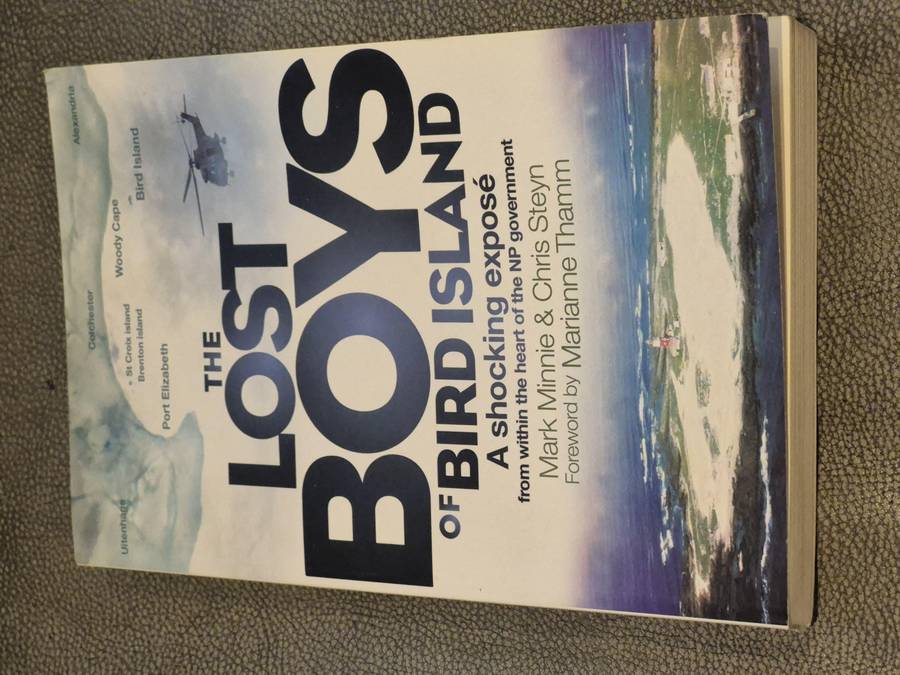 Alexandria
Colchester
Woody Cape
Bird Island
Uitenhage
St Croix island
Brenton island
Port Elizabeth
THE
LOST
BOYS
OF BIRD ISLAND
A shocking exposé
from within the heart of the NP government
Mark Minnie & Chris Steyn
Foreword by Marianne Thamm